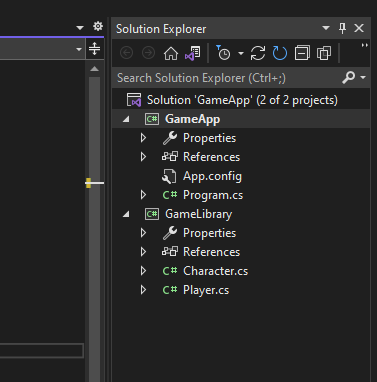 Solution Explorer
Search Solution Explorer (Ctrl+;)
Solution 'GameApp' (2 of 2 projects)
C# GameApp
Properties
References
App.config
C# Program.cs
C# GameLibrary
Properties
References
C# Character.cs
C# Player.cs